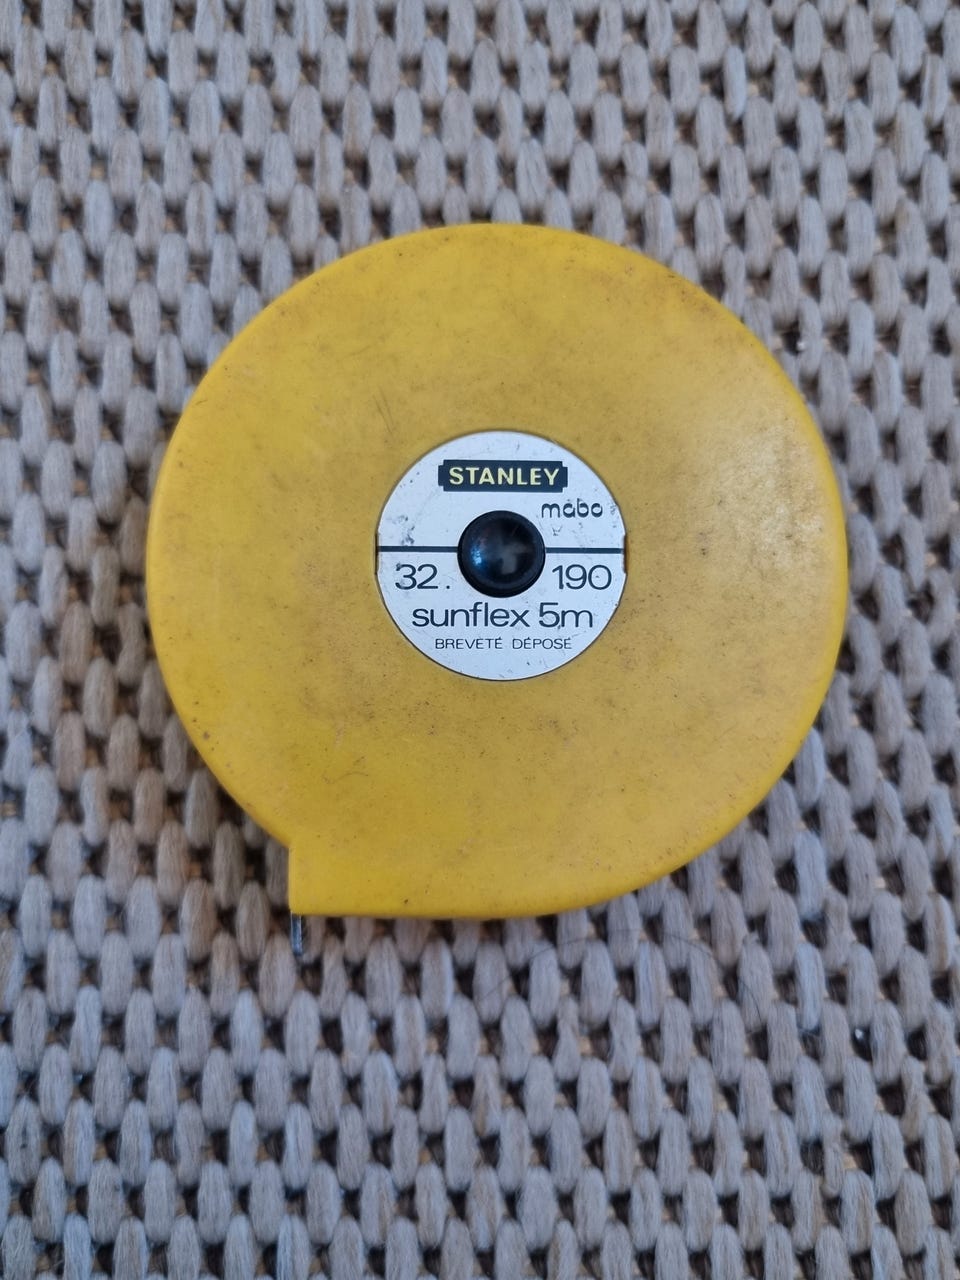 STANLEY
mabo
32. 190
sunflex 5m
BREVETÉ DÉPOSÉ